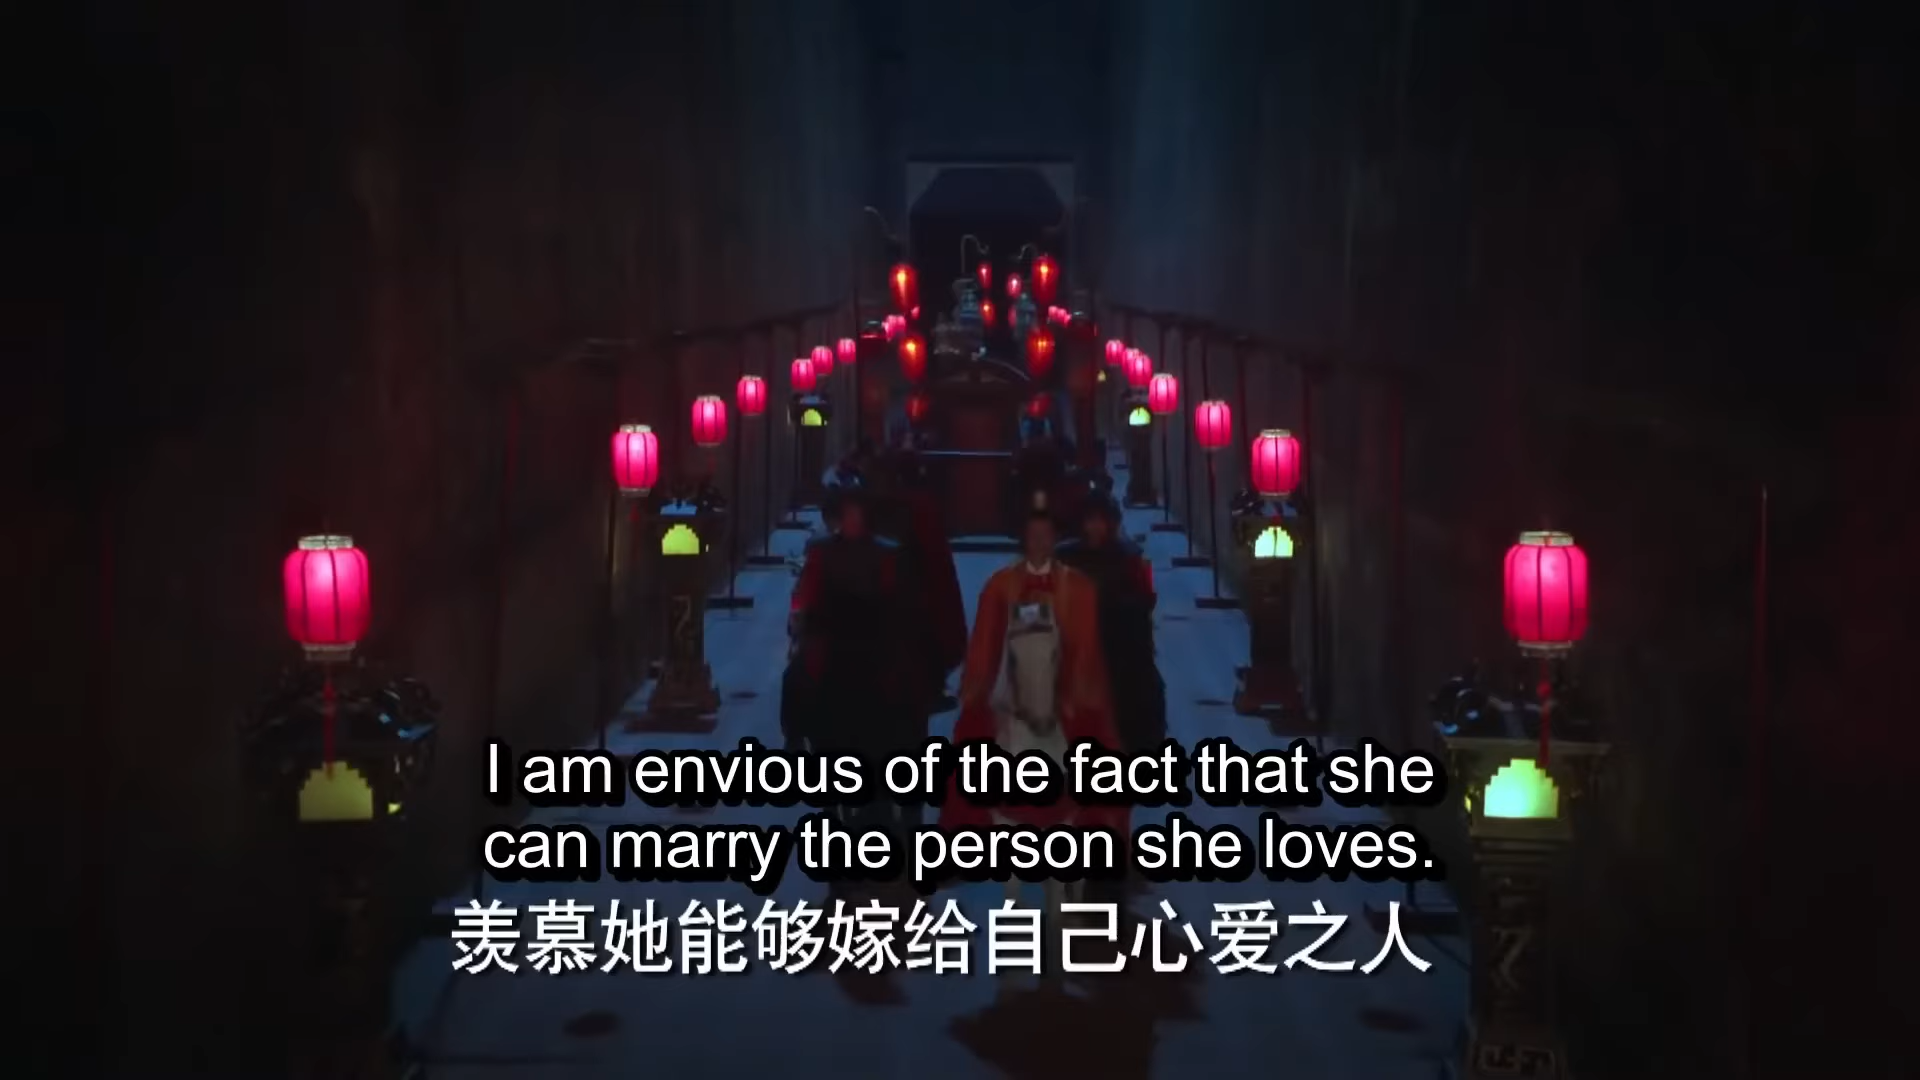 I am envious of the fact that she
can marry the person she loves.
羡慕她能够嫁给自己心爱之人